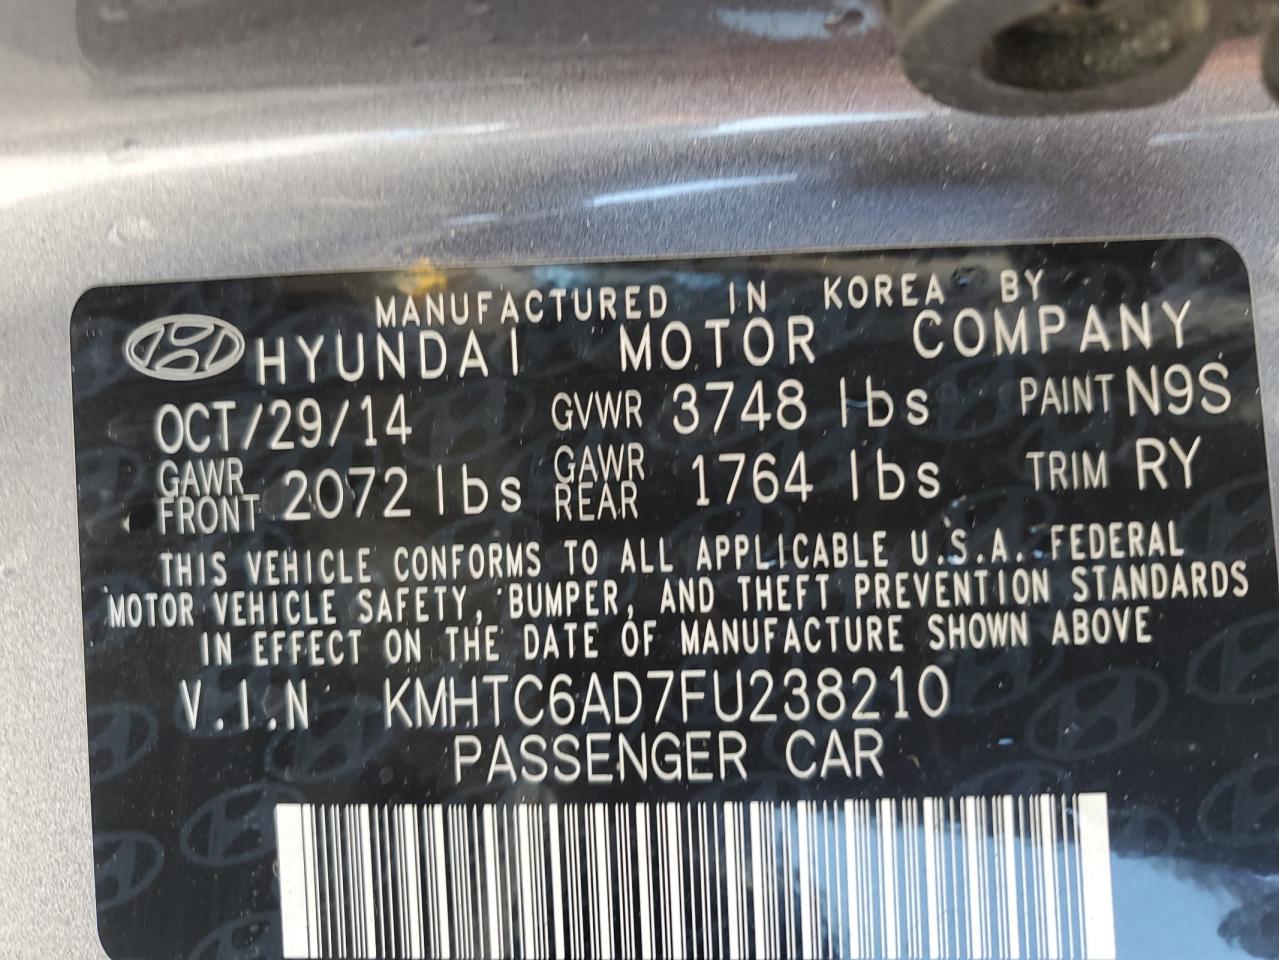 MANUFACTURED IN KOREA BY
HYUNDAI MOTOR COMPANY
OCT/29/14 GVWR 3748 lbs PAINT N9S
GAWR FRONT 2072 lbs GAWR REAR 1764 lbs TRIM RY
THIS VEHICLE CONFORMS TO ALL APPLICABLE U.S.A. FEDERAL
MOTOR VEHICLE SAFETY, BUMPER, AND THEFT PREVENTION STANDARDS
IN EFFECT ON THE DATE OF MANUFACTURE SHOWN ABOVE
V.I.N KMHTC6AD7FU238210
PASSENGER CAR